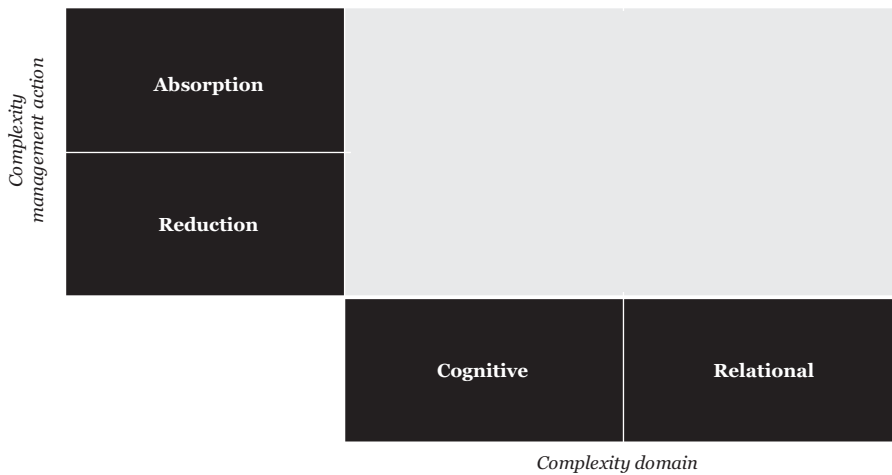 Complexity
management action
Absorption
Reduction
Cognitive
Relational
Complexity domain